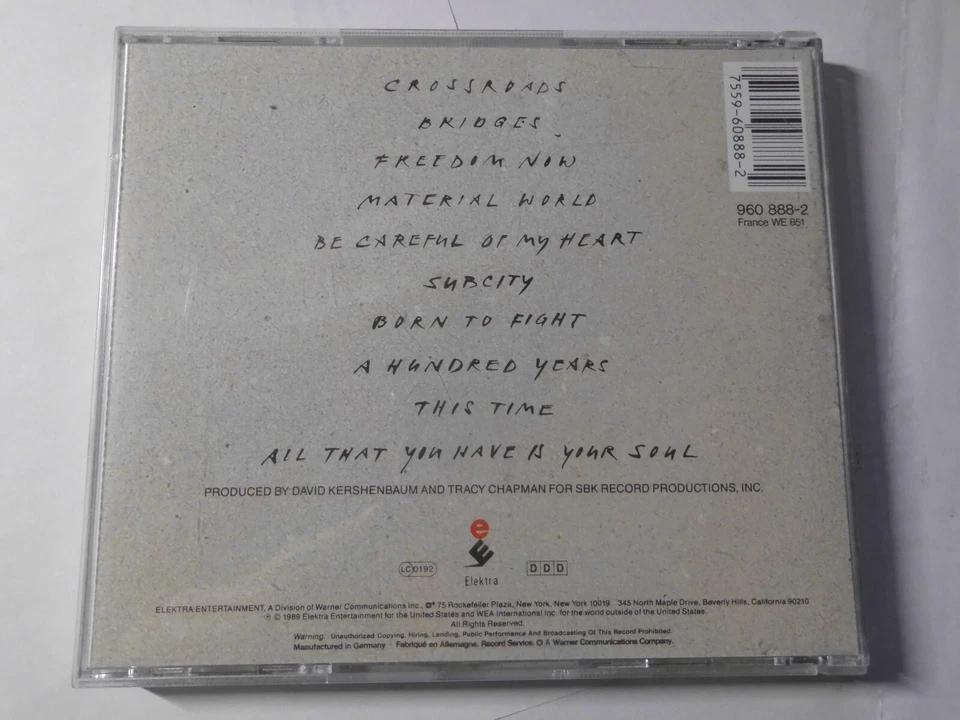 CROSSROADS
BRIDGES
FREEDOM NOW
MATERIAL WORLD
BE CAREFUL OF MY HEART
SUBCITY
BORN TO FIGHT
A HUNDRED YEARS
THIS TIME
ALL THAT YOU HAVE IS YOUR SOUL
7559-60888-2
960 888-2
France WE 851
PRODUCED BY DAVID KERSHENBAUM AND TRACY CHAPMAN FOR SBK RECORD PRODUCTIONS, INC.
e
E
Elektra
LC 0192
DDD
ELEKTRA ENTERTAINMENT, A Division of Warner Communications Inc., 75 Rockefeller Plaza, New York, New York 10019 345 North Maple Drive, Beverly Hills, California 90210
℗ © 1989 Elektra Entertainment for the United States and WEA International Inc. for the world outside of the United States.
All Rights Reserved.
Warning: Unauthorized Copying, Hiring, Lending, Public Performance And Broadcasting Of This Record Prohibited.
Manufactured in Germany · Fabriqué en Allemagne. Record Service. A Warner Communications Company.